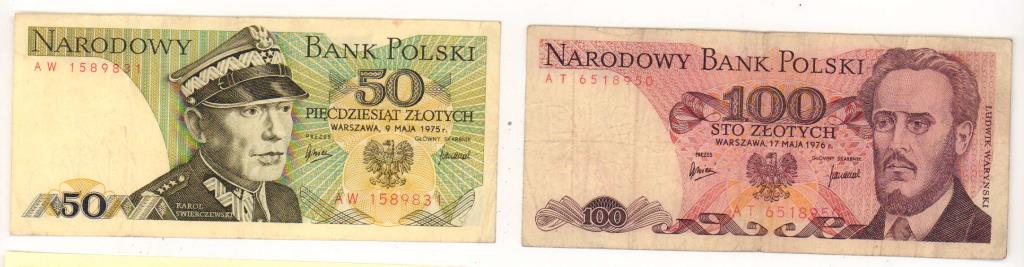 NARODOWY BANK POLSKI
AW 1589831
50
PIĘĆDZIESIĄT ZŁOTYCH
WARSZAWA, 9 MAJA 1975 r.
PREZES GŁÓWNY SKARBNIK
AW 1589831
50
KAROL
ŚWIERCZEWSKI
NARODOWY BANK POLSKI
AT 6518950
100
STO ZŁOTYCH
WARSZAWA, 17 MAJA 1976 r.
PREZES GŁÓWNY SKARBNIK
100
AT 6518950
LUDWIK WARYŃSKI